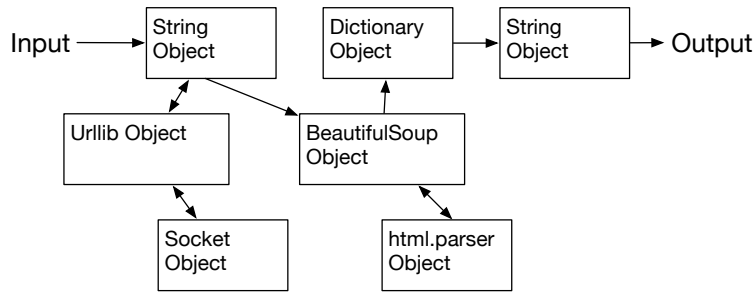 Input
String
Object
Dictionary
Object
String
Object
Output
Urllib Object
BeautifulSoup
Object
Socket
Object
html.parser
Object